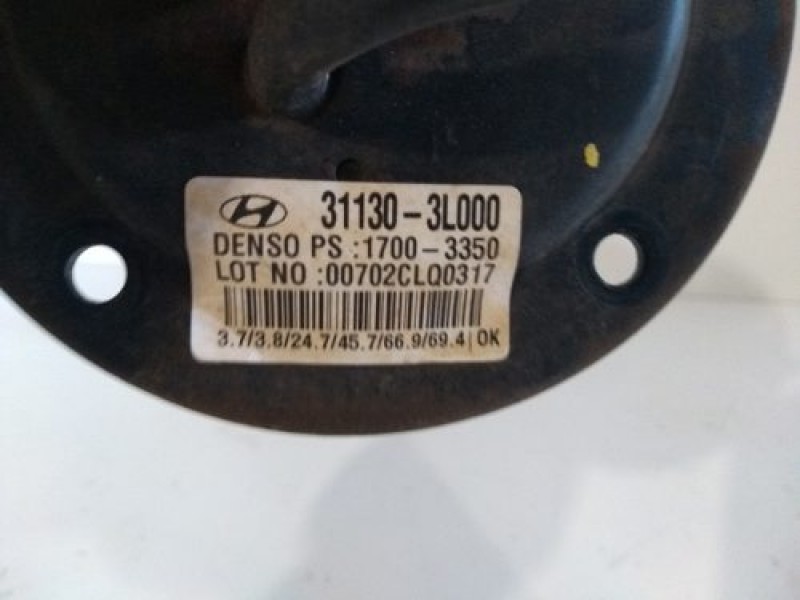 31130-3L000
DENSO PS :1700-3350
LOT NO :00702CLQ0317
3.7/3.8/24.7/45.7/66.9/69.4 | OK